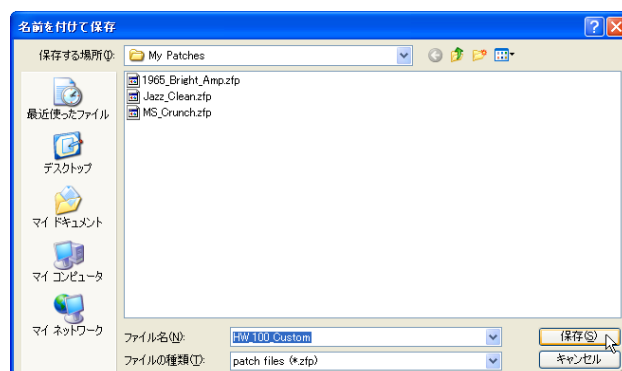 名前を付けて保存
保存する場所(I):
My Patches
1965_Bright_Amp.zfp
Jazz_Clean.zfp
MS_Crunch.zfp
最近使ったファイル
デスクトップ
マイ ドキュメント
マイ コンピュータ
マイ ネットワーク
ファイル名(N):
HW 100 Custom
保存(S)
ファイルの種類(T):
patch files (*.zfp)
キャンセル